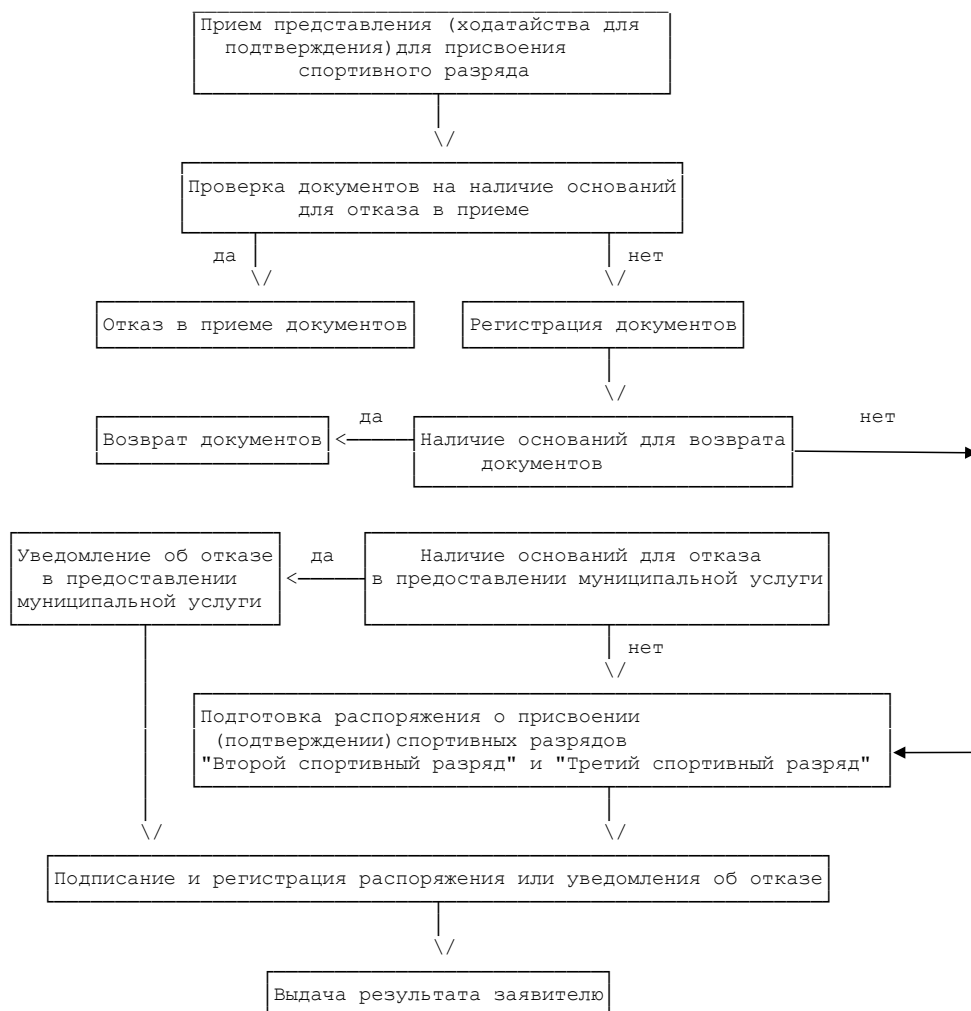 Прием представления (ходатайства для
подтверждения)для присвоения
спортивного разряда
Проверка документов на наличие оснований
для отказа в приеме
да
нет
Отказ в приеме документов
Регистрация документов
да
нет
Возврат документов
Наличие оснований для возврата
документов
Уведомление об отказе
в предоставлении
муниципальной услуги
да
Наличие оснований для отказа
в предоставлении муниципальной услуги
нет
Подготовка распоряжения о присвоении
(подтверждении)спортивных разрядов
"Второй спортивный разряд" и "Третий спортивный разряд"
Подписание и регистрация распоряжения или уведомления об отказе
Выдача результата заявителю